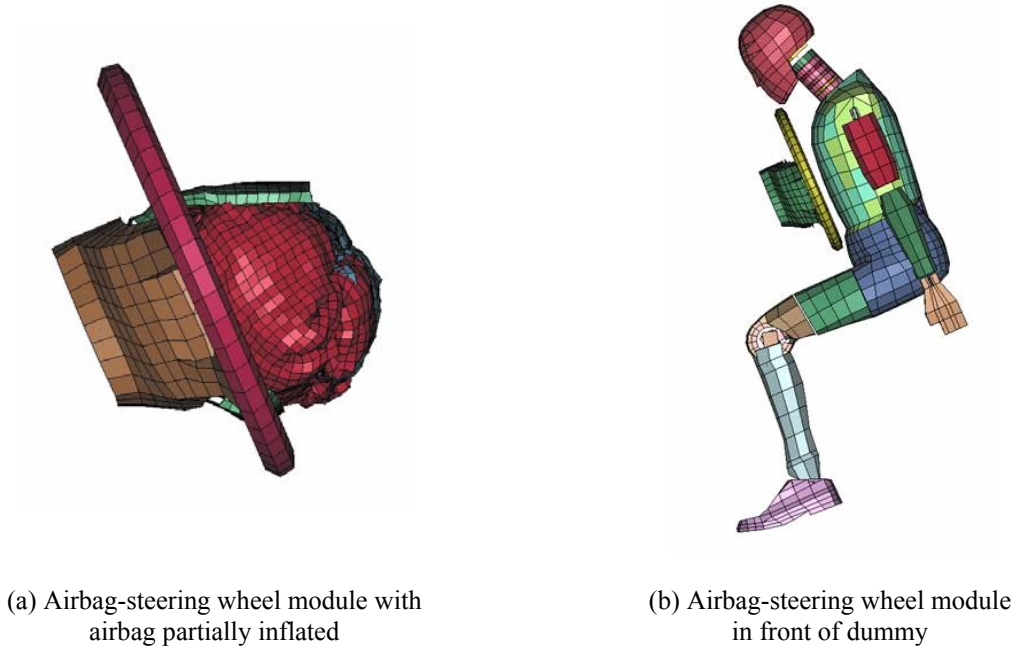 (a) Airbag-steering wheel module with
airbag partially inflated
(b) Airbag-steering wheel module
in front of dummy